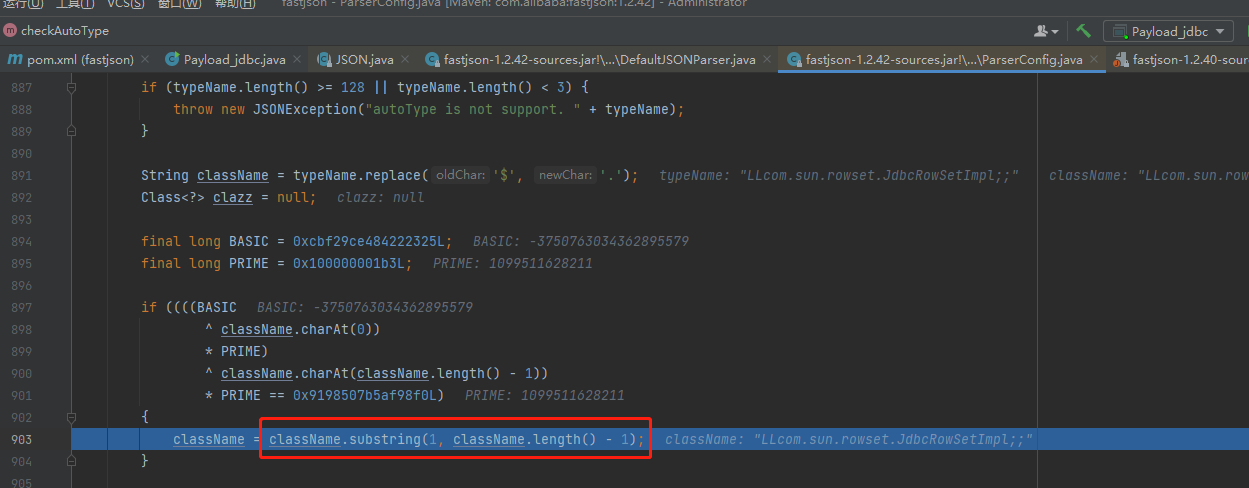 运行(U) 工具(T) VCS(S) 窗口(W) 帮助(H) fastjson - ParserConfig.java [Maven: com.alibaba:fastjson:1.2.42] - Administrator
m checkAutoType Payload_jdbc
m pom.xml (fastjson) Payload_jdbc.java JSON.java fastjson-1.2.42-sources.jar!\...\DefaultJSONParser.java fastjson-1.2.42-sources.jar!\...\ParserConfig.java fastjson-1.2.40-source
887 if (typeName.length() >= 128 || typeName.length() < 3) {
888 throw new JSONException("autoType is not support. " + typeName);
889 }
890
891 String className = typeName.replace( oldChar: '$', newChar: '.'); typeName: "LLcom.sun.rowset.JdbcRowSetImpl;;" className: "LLcom.sun.row
892 Class<?> clazz = null; clazz: null
893
894 final long BASIC = 0xcbf29ce484222325L; BASIC: -3750763034362895579
895 final long PRIME = 0x100000001b3L; PRIME: 1099511628211
896
897 if ((((BASIC BASIC: -3750763034362895579
898 ^ className.charAt(0))
899 * PRIME)
900 ^ className.charAt(className.length() - 1))
901 * PRIME == 0x9198507b5af98f0L) PRIME: 1099511628211
902 {
903 className = className.substring(1, className.length() - 1); className: "LLcom.sun.rowset.JdbcRowSetImpl;;"
904 }
905